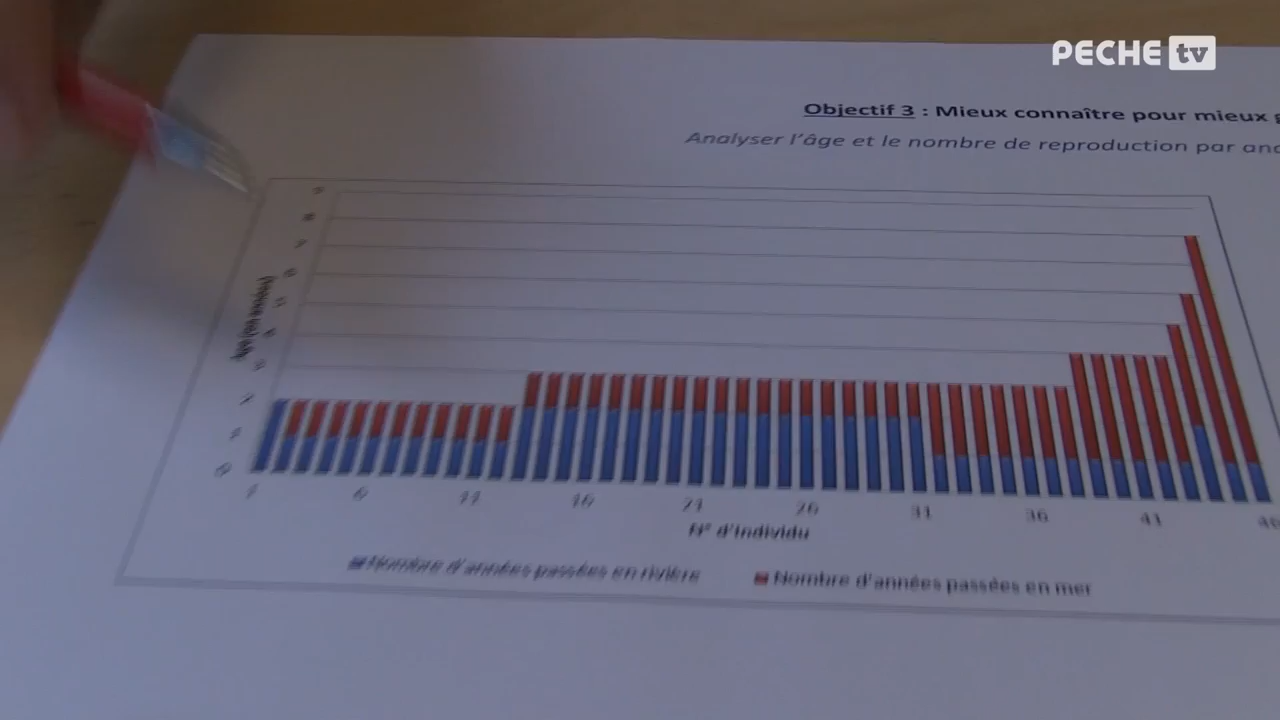 PECHE tv
Objectif 3 : Mieux connaître pour mieux
Analyser l'âge et le nombre de reproduction par
1 6 11 16 21 26 31 36 41 46
N° d'individu
Nombre d'années passées en rivière Nombre d'années passées en mer